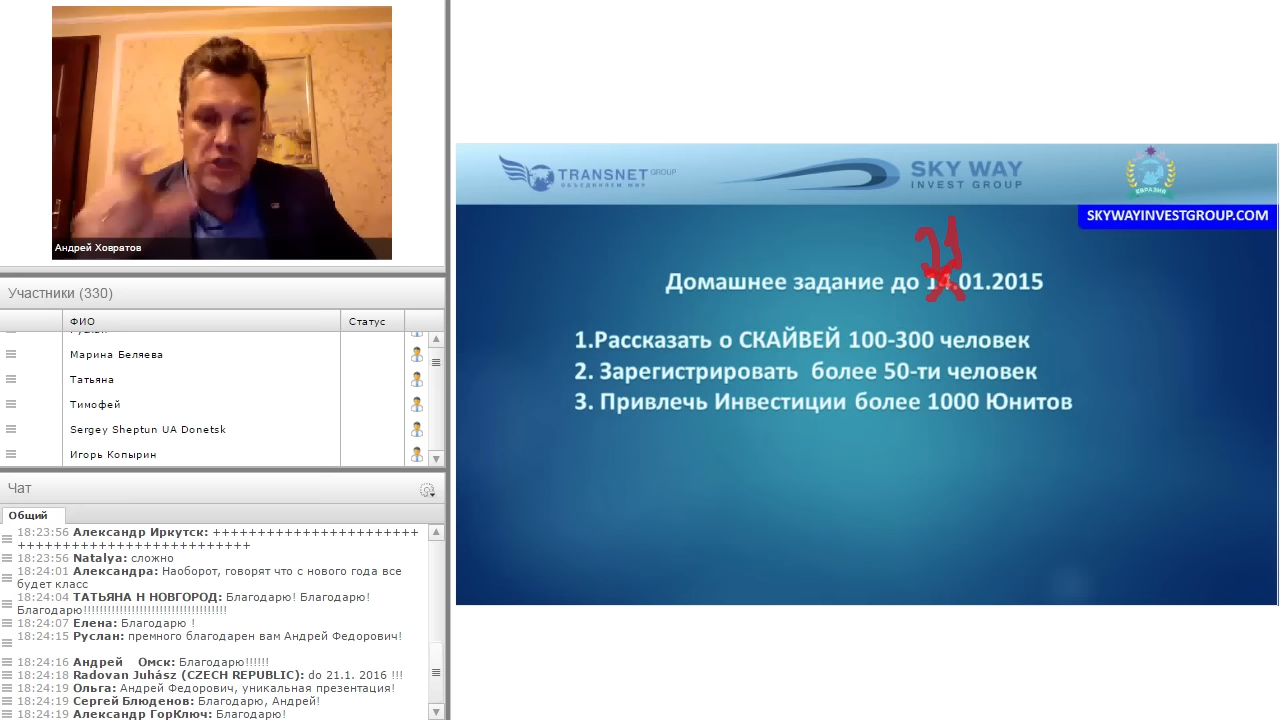 Андрей Ховратов
Участники (330)
ФИО
Статус
Марина Беляева
Татьяна
Тимофей
Sergey Sheptun UA Donetsk
Игорь Копырин
Чат
Общий
18:23:56 Александр Иркутск: +++++++++++++++++++++++
++++++++++++++++++++++++++
18:23:56 Natalya: сложно
18:24:01 Александра: Наоборот, говорят что с нового года все
будет класс
18:24:04 ТАТЬЯНА Н НОВГОРОД: Благодарю! Благодарю!
Благодарю!!!!!!!!!!!!!!!!!!!!!!!!!!!!!!!!!!!!
18:24:07 Елена: Благодарю !
18:24:15 Руслан: премного благодарен вам Андрей Федорович!
18:24:16 Андрей Омск: Благодарю!!!!!!
18:24:18 Radovan Juhász (CZECH REPUBLIC): do 21.1. 2016 !!!
18:24:19 Ольга: Андрей Федорович, уникальная презентация!
18:24:19 Сергей Блюденов: Благодарю, Андрей!
18:24:19 Александр ГорКлюч: Благодарю!
TRANSNET GROUP
ОБЪЕДИНЯЕМ МИР
SKY WAY
INVEST GROUP
ЕВРАЗИЯ
SKYWAYINVESTGROUP.COM
21
Домашнее задание до 14.01.2015
1.Рассказать о СКАЙВЕЙ 100-300 человек
2. Зарегистрировать более 50-ти человек
3. Привлечь Инвестиции более 1000 Юнитов